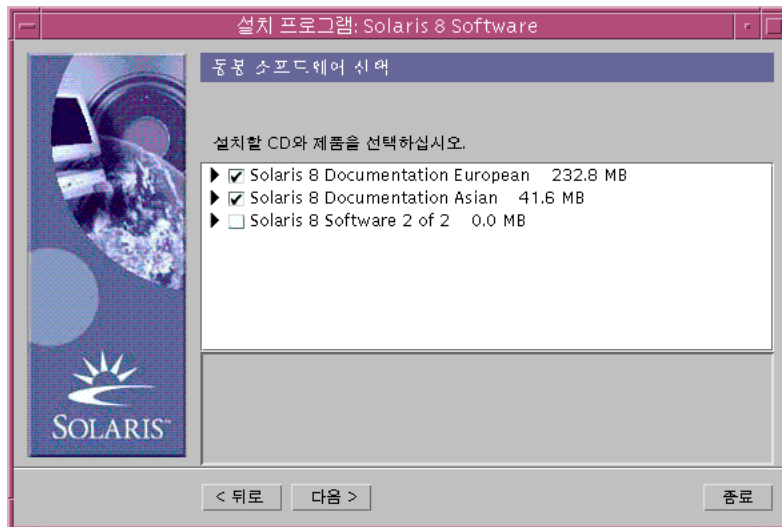 설치 프로그램: Solaris 8 Software
동봉 소프트웨어 선택
설치할 CD와 제품을 선택하십시오.
Solaris 8 Documentation European 232.8 MB
Solaris 8 Documentation Asian 41.6 MB
Solaris 8 Software 2 of 2 0.0 MB
SOLARIS™
< 뒤로
다음 >
종료